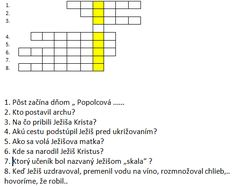 1.
2.
3.
4.
5.
6.
7.
8.
1. Pôst začína dňom „ Popolcová ......
2. Kto postavil archu?
3. Na čo pribili Ježiša Krista?
4. Akú cestu podstúpil Ježiš pred ukrižovaním?
5. Ako sa volá Ježišova matka?
6. Kde sa narodil Ježiš Kristus?
7. Ktorý učeník bol nazvaný Ježišom „skala“ ?
8. Keď Ježiš uzdravoval, premenil vodu na víno, rozmnožoval chlieb,..
hovoríme, že robil..